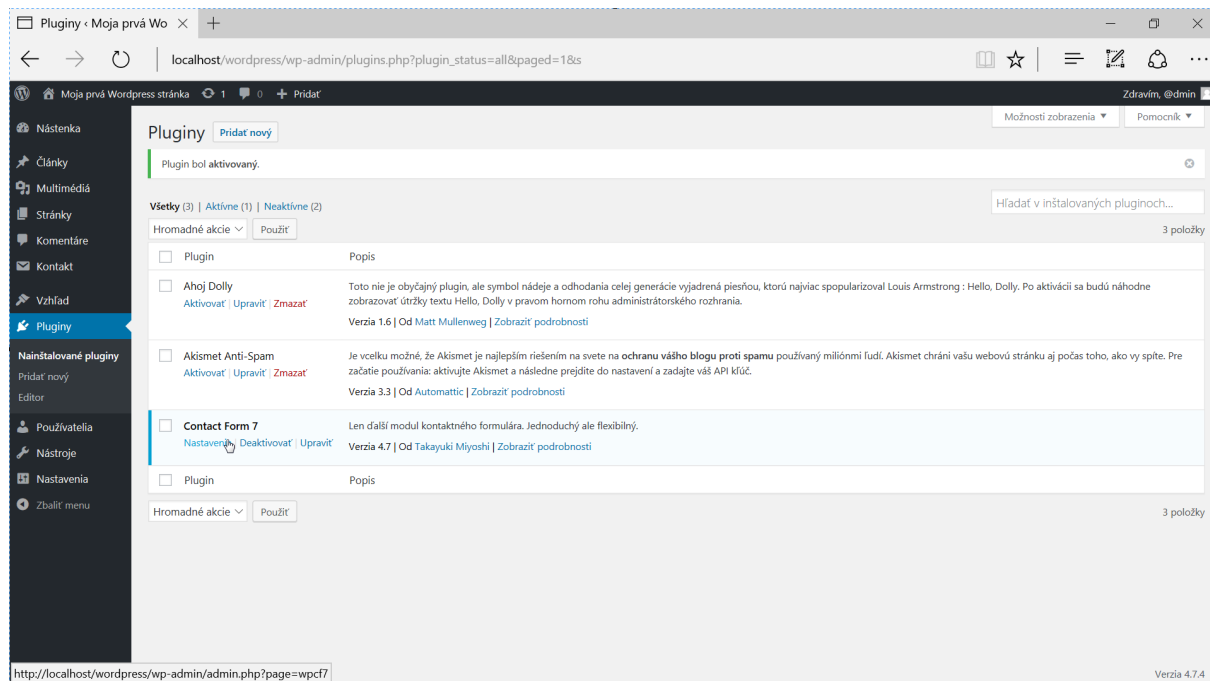 Pluginy ‹ Moja prvá Wo
localhost/wordpress/wp-admin/plugins.php?plugin_status=all&paged=1&s
Moja prvá Wordpress stránka 1 0 + Pridať Zdravím, @dmin
Možnosti zobrazenia ▼ Pomocník ▼
Nástenka
Články
Multimédiá
Stránky
Komentáre
Kontakt
Vzhľad
Pluginy
Nainštalované pluginy
Pridať nový
Editor
Používatelia
Nástroje
Nastavenia
Zbaliť menu
Pluginy Pridať nový
Plugin bol aktivovaný.
Všetky (3) | Aktívne (1) | Neaktívne (2)
Hľadať v inštalovaných pluginoch...
Hromadné akcie Použiť 3 položky
Plugin Popis
Ahoj Dolly
Aktivovať | Upraviť | Zmazať
Toto nie je obyčajný plugin, ale symbol nádeje a odhodania celej generácie vyjadrená piesňou, ktorú najviac spopularizoval Louis Armstrong : Hello, Dolly. Po aktivácii sa budú náhodne
zobrazovať útržky textu Hello, Dolly v pravom hornom rohu administrátorského rozhrania.
Verzia 1.6 | Od Matt Mullenweg | Zobraziť podrobnosti
Akismet Anti-Spam
Aktivovať | Upraviť | Zmazať
Je vcelku možné, že Akismet je najlepším riešením na svete na ochranu vášho blogu proti spamu používaný miliónmi ľudí. Akismet chráni vašu webovú stránku aj počas toho, ako vy spíte. Pre
začatie používania: aktivujte Akismet a následne prejdite do nastavení a zadajte váš API kľúč.
Verzia 3.3 | Od Automattic | Zobraziť podrobnosti
Contact Form 7
Nastavenia | Deaktivovať | Upraviť
Len ďalší modul kontaktného formulára. Jednoduchý ale flexibilný.
Verzia 4.7 | Od Takayuki Miyoshi | Zobraziť podrobnosti
Plugin Popis
Hromadné akcie Použiť 3 položky
http://localhost/wordpress/wp-admin/admin.php?page=wpcf7
Verzia 4.7.4